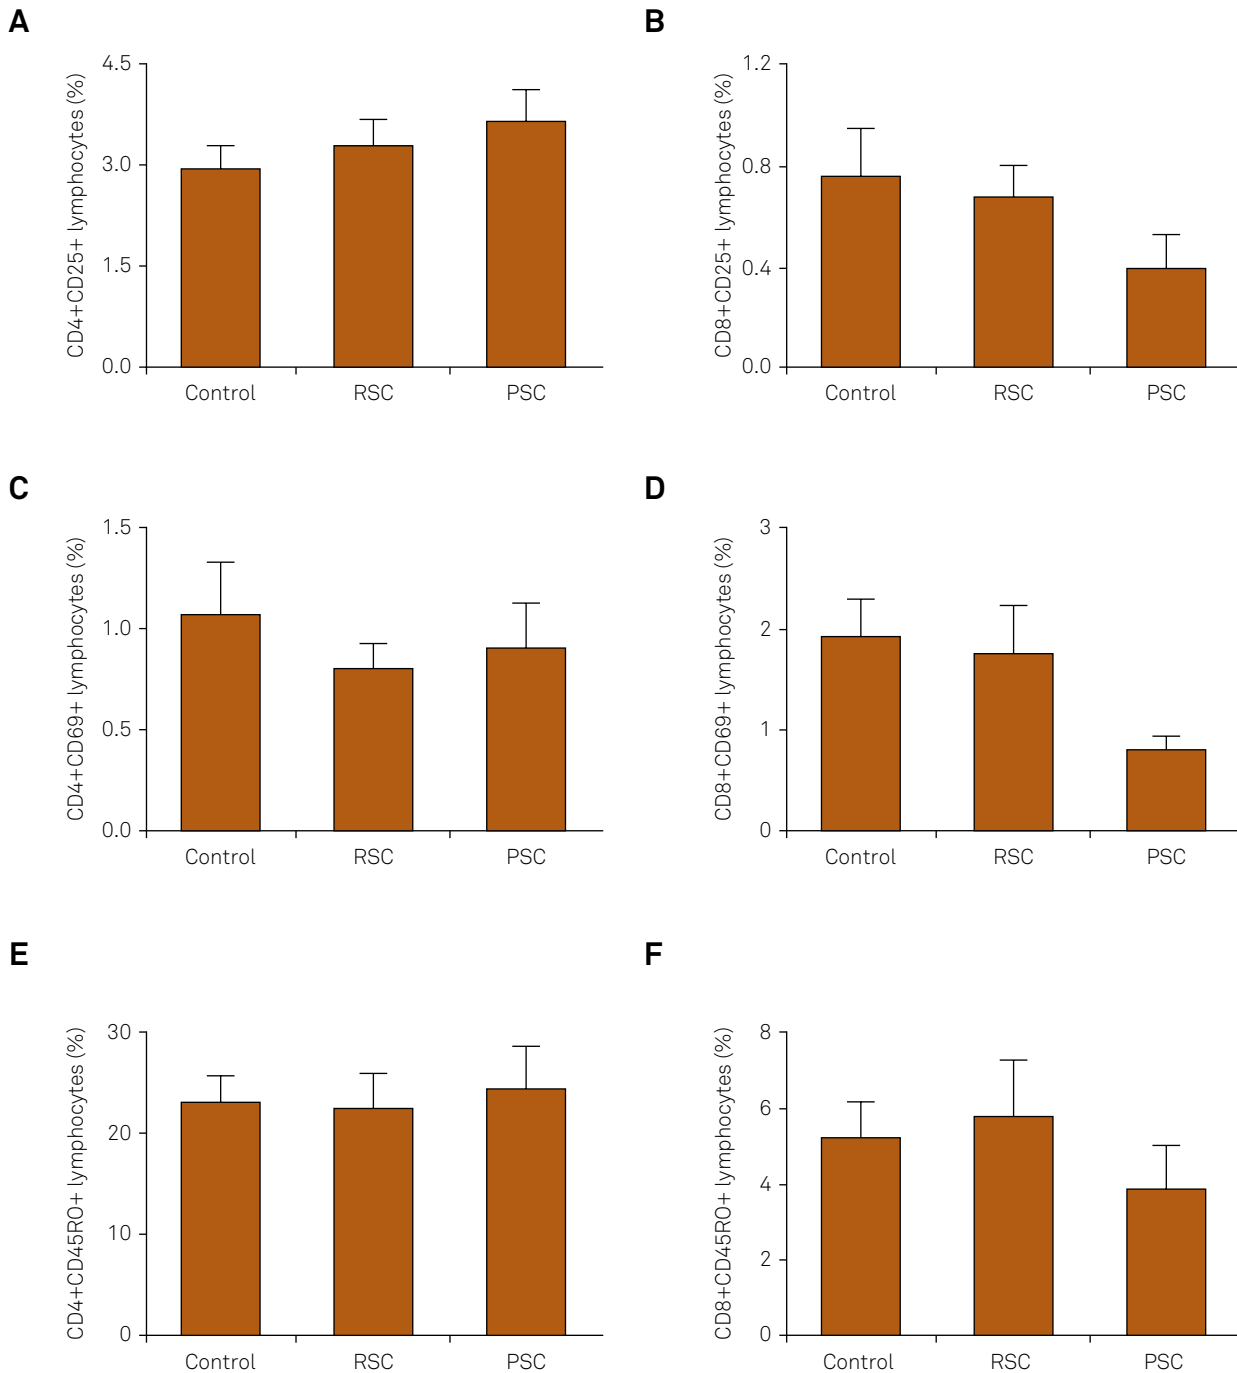 A
CD4+CD25+ lymphocytes (%)
4.5
3.0
1.5
0.0
Control RSC PSC
B
CD8+CD25+ lymphocytes (%)
1.2
0.8
0.4
0.0
Control RSC PSC
C
CD4+CD69+ lymphocytes (%)
1.5
1.0
0.5
0.0
Control RSC PSC
D
CD8+CD69+ lymphocytes (%)
3
2
1
0
Control RSC PSC
E
CD4+CD45RO+ lymphocytes (%)
30
20
10
0
Control RSC PSC
F
CD8+CD45RO+ lymphocytes (%)
8
6
4
2
0
Control RSC PSC